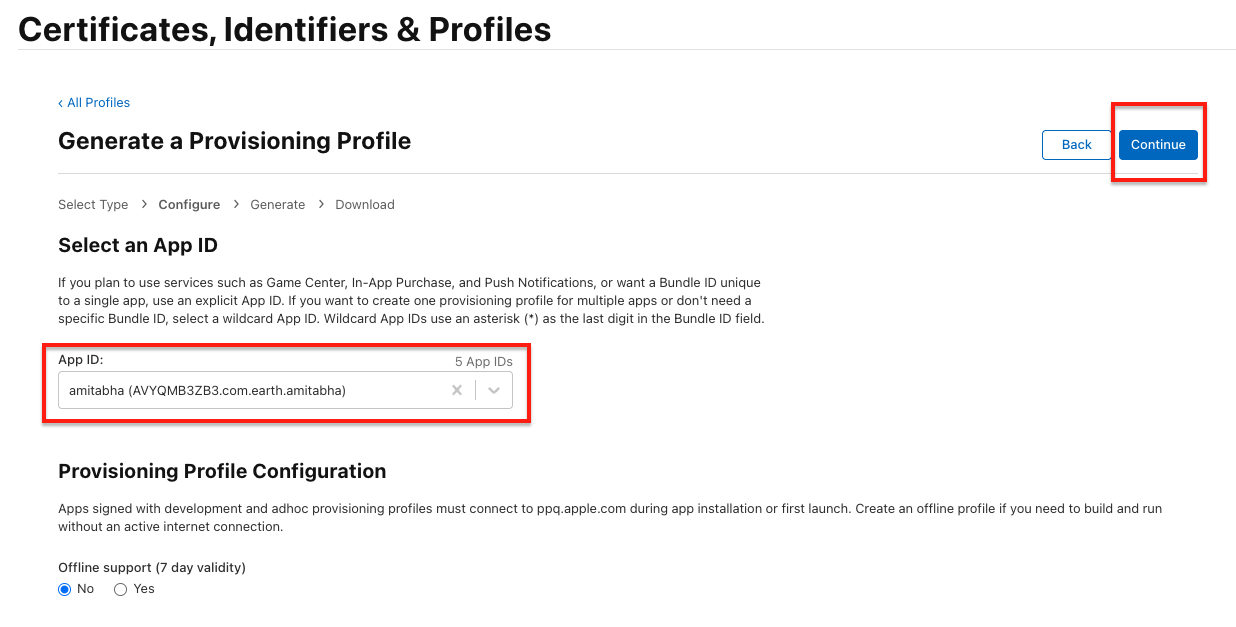 Certificates, Identifiers & Profiles
‹ All Profiles
Generate a Provisioning Profile
Back
Continue
Select Type > Configure > Generate > Download
Select an App ID
If you plan to use services such as Game Center, In-App Purchase, and Push Notifications, or want a Bundle ID unique
to a single app, use an explicit App ID. If you want to create one provisioning profile for multiple apps or don't need a
specific Bundle ID, select a wildcard App ID. Wildcard App IDs use an asterisk (*) as the last digit in the Bundle ID field.
App ID:
5 App IDs
amitabha (AVYQMB3ZB3.com.earth.amitabha)
Provisioning Profile Configuration
Apps signed with development and adhoc provisioning profiles must connect to ppq.apple.com during app installation or first launch. Create an offline profile if you need to build and run
without an active internet connection.
Offline support (7 day validity)
No Yes